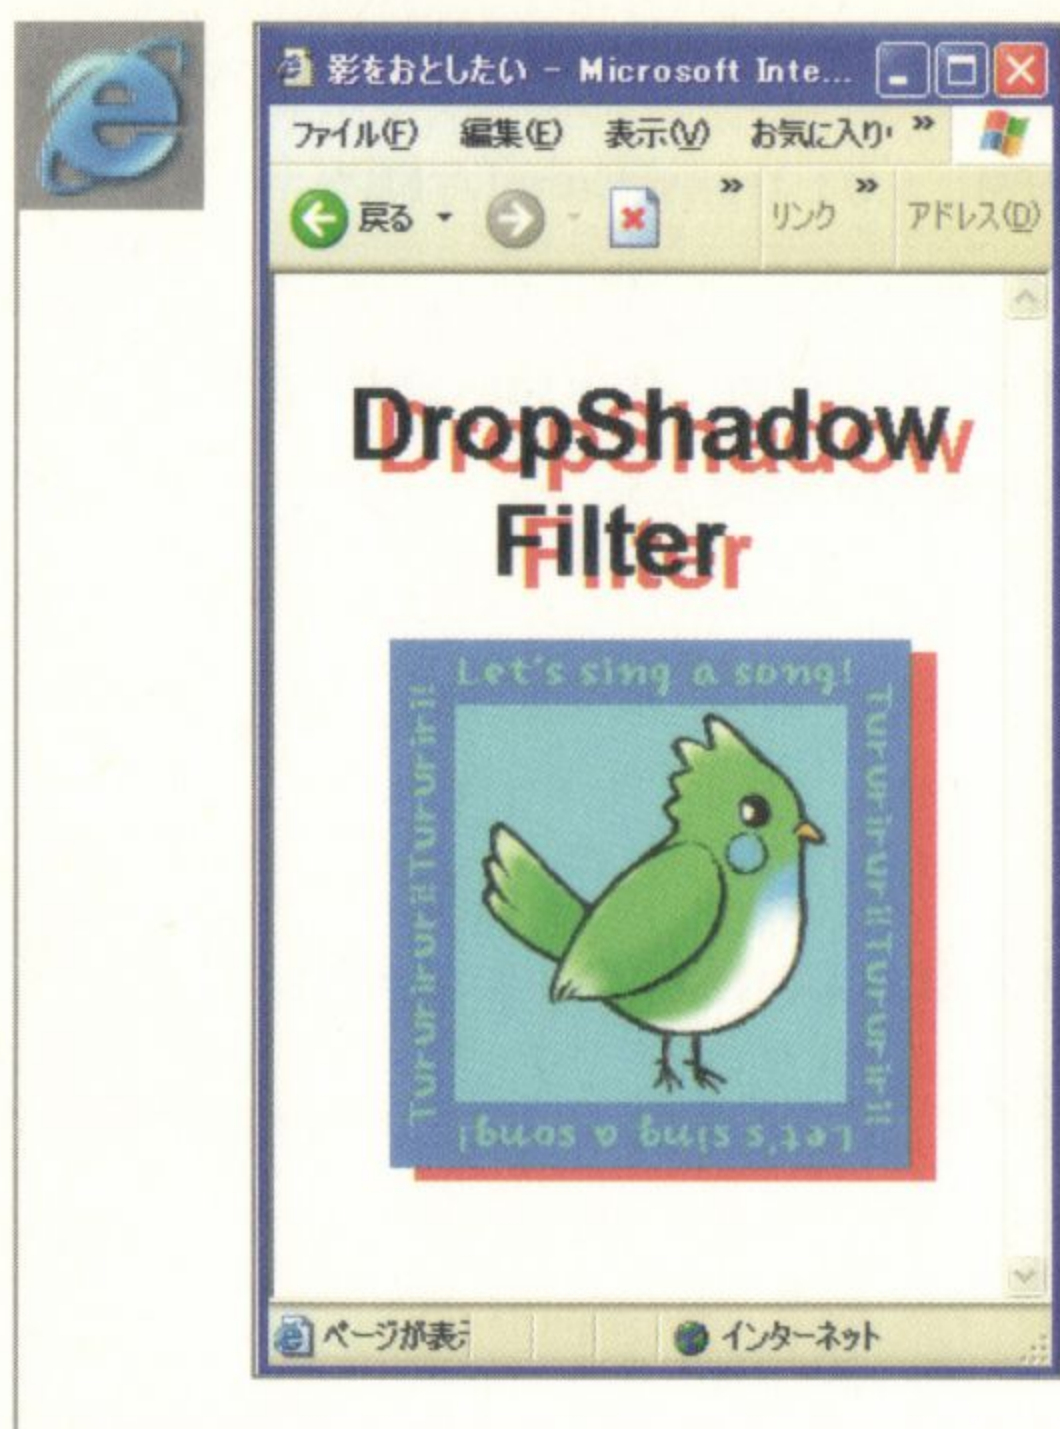 影をおとしたい - Microsoft Inte...
ファイル(F) 編集(E) 表示(V) お気に入り »
戻る » リンク » アドレス(D)
DropShadow
Filter
Let's sing a song!
Turururiruri!!Tururiri!!
Turururiruri!!Tururiri!!
Let's sing a song!
ページが表示
インターネット